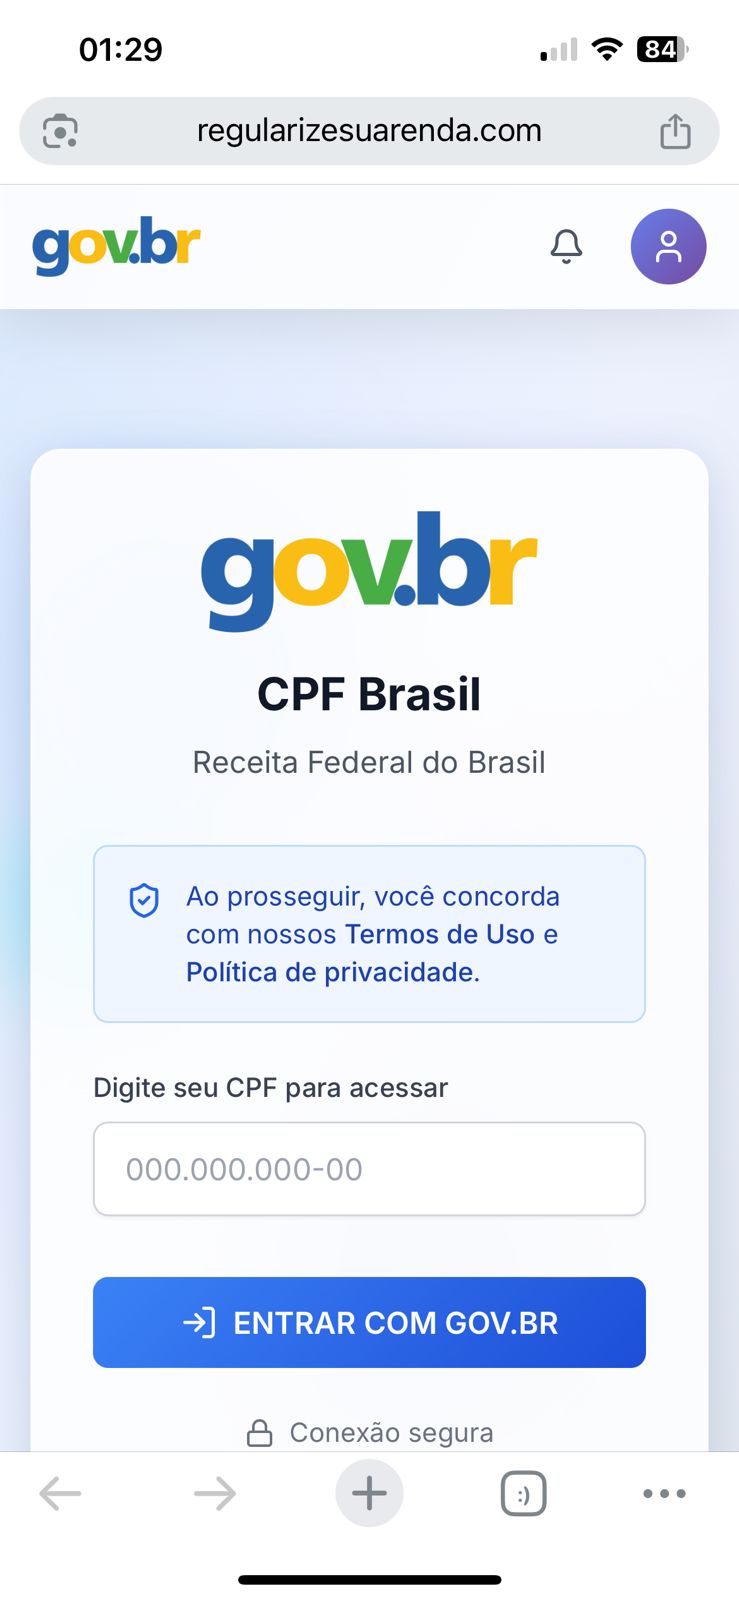 01:29
84
regularizesuarenda.com
gov.br
gov.br
CPF Brasil
Receita Federal do Brasil
Ao prosseguir, você concorda
com nossos Termos de Uso e
Política de privacidade.
Digite seu CPF para acessar
000.000.000-00
ENTRAR COM GOV.BR
Conexão segura
:)